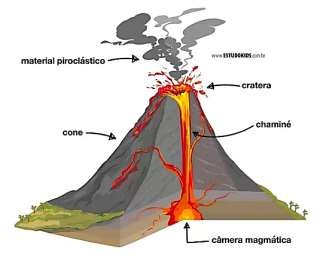 www.ESTUDOKIDS.com.br
material piroclástico
cratera
cone
chaminé
câmera magmática